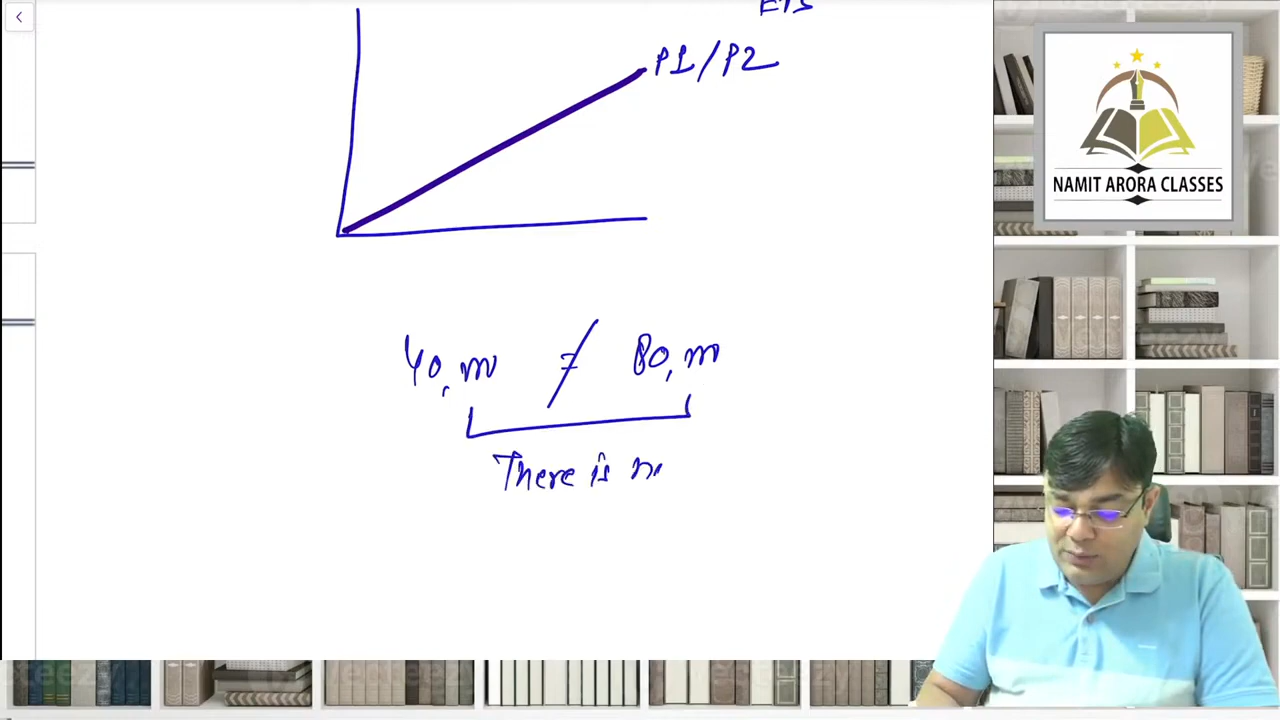 P1/P2
NAMIT ARORA CLASSES
40, m ≠ 80, m
There is n